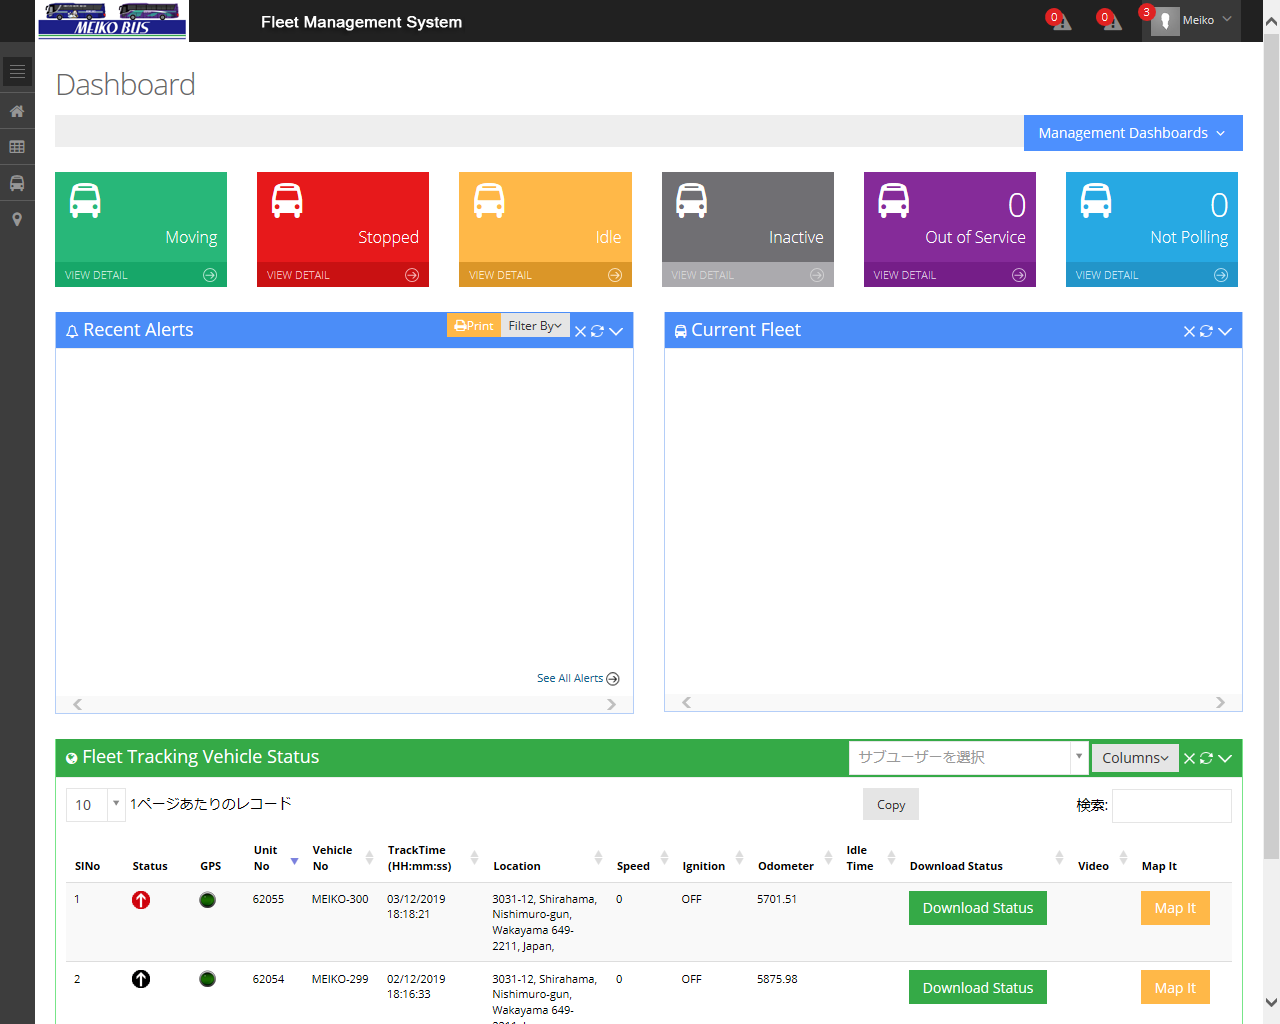 MEIKO BUS
Fleet Management System
0
0
3
Meiko
Dashboard
Management Dashboards
Moving
VIEW DETAIL
Stopped
VIEW DETAIL
Idle
VIEW DETAIL
Inactive
VIEW DETAIL
0
Out of Service
VIEW DETAIL
0
Not Polling
VIEW DETAIL
Recent Alerts
Print
Filter By
See All Alerts
Current Fleet
Fleet Tracking Vehicle Status
サブユーザーを選択
Columns
10
1ページあたりのレコード
Copy
検索:
SlNo Status GPS Unit No Vehicle No TrackTime (HH:mm:ss) Location Speed Ignition Odometer Idle Time Download Status Video Map It
1 62055 MEIKO-300 03/12/2019 18:18:21
3031-12, Shirahama,
Nishimuro-gun,
Wakayama 649-
2211, Japan,
0 OFF 5701.51 Download Status Map It
2 62054 MEIKO-299 02/12/2019 18:16:33
3031-12, Shirahama,
Nishimuro-gun,
Wakayama 649-
2211, Japan,
0 OFF 5875.98 Download Status Map It